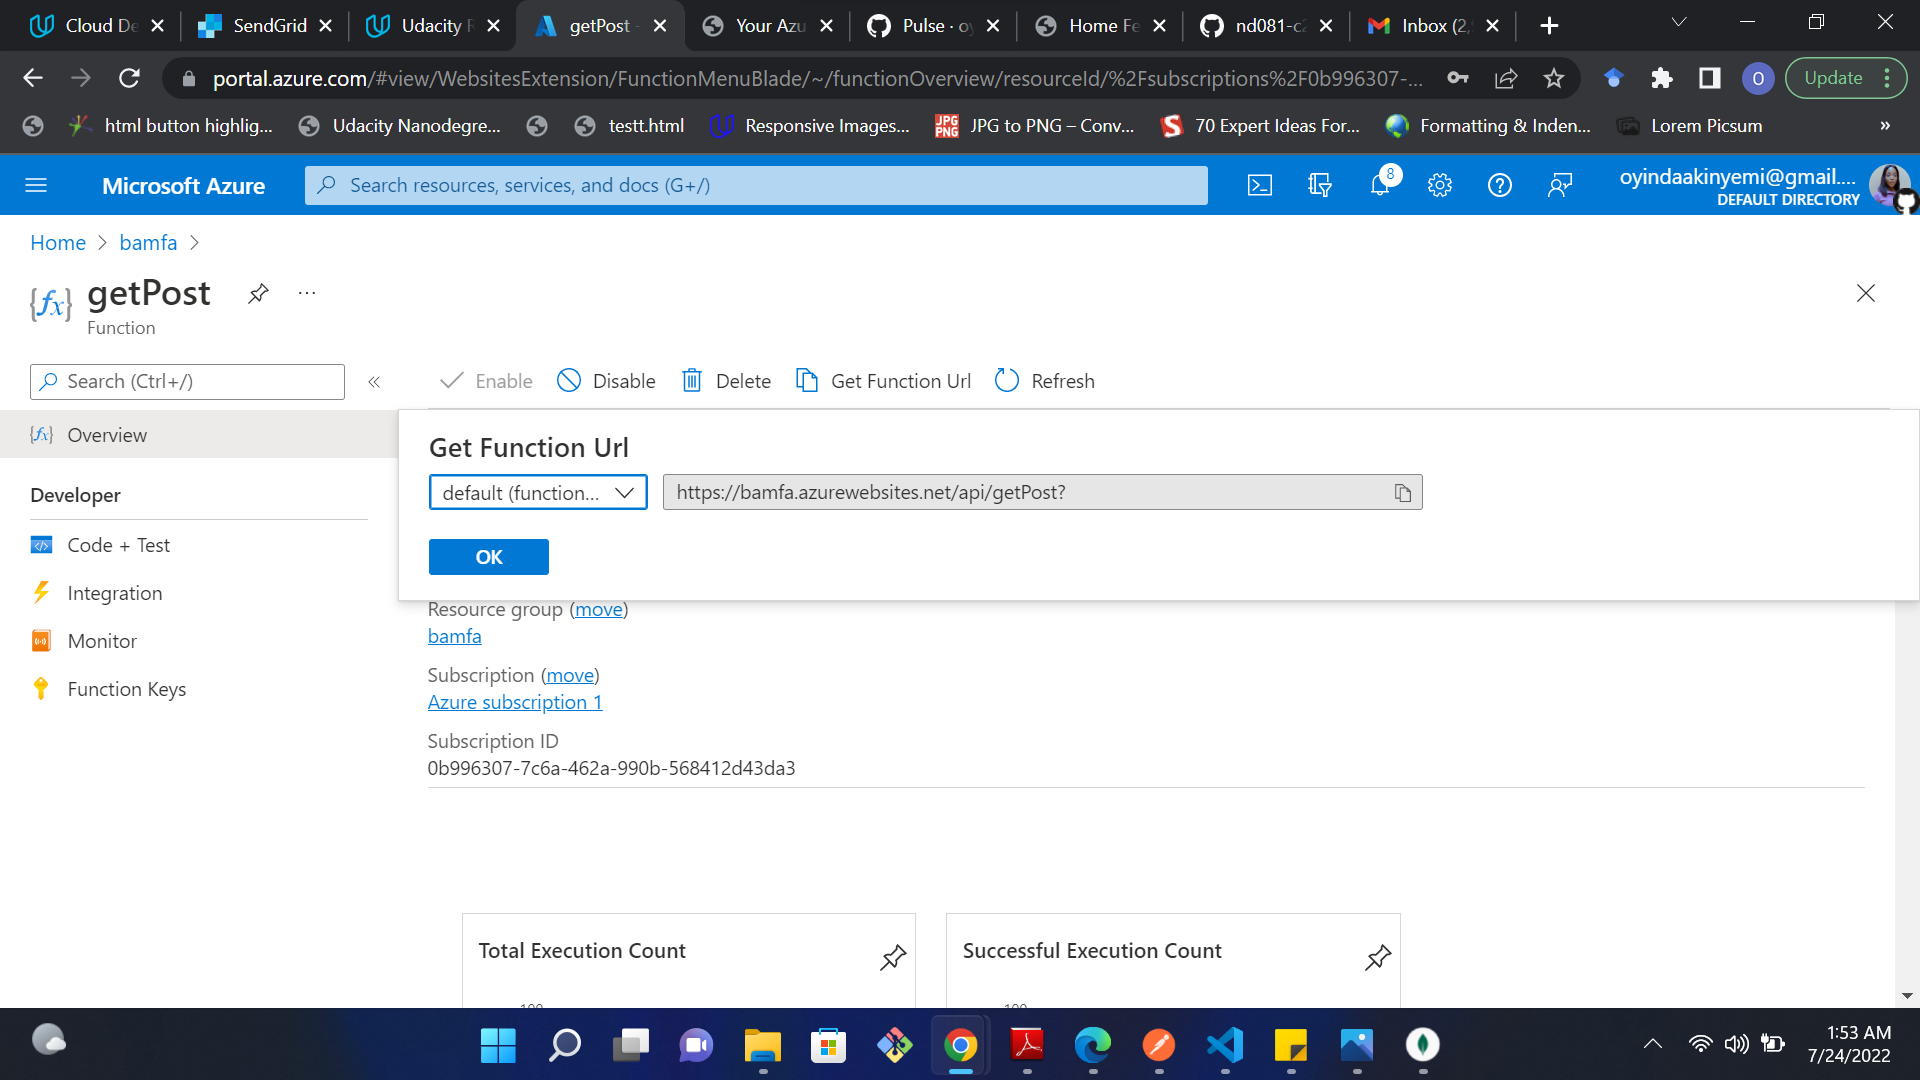 Cloud De
SendGrid
Udacity R
getPost -
Your Azu
Pulse · oy
Home Fe
nd081-c2
Inbox (2,
portal.azure.com/#view/WebsitesExtension/FunctionMenuBlade/~/functionOverview/resourceId/%2Fsubscriptions%2F0b996307-...
O
Update
html button highlig...
Udacity Nanodegre...
testt.html
Responsive Images...
JPG PNG
JPG to PNG – Conv...
70 Expert Ideas For...
Formatting & Inden...
Lorem Picsum
»
Microsoft Azure
Search resources, services, and docs (G+/)
8
oyindaakinyemi@gmail....
DEFAULT DIRECTORY
Home
bamfa
getPost
...
Function
Search (Ctrl+/)
«
Enable
Disable
Delete
Get Function Url
Refresh
Overview
Get Function Url
default (function...
https://bamfa.azurewebsites.net/api/getPost?
OK
Developer
Code + Test
Integration
Monitor
Function Keys
Resource group (move)
bamfa
Subscription (move)
Azure subscription 1
Subscription ID
0b996307-7c6a-462a-990b-568412d43da3
Total Execution Count
100
Successful Execution Count
100
1:53 AM
7/24/2022